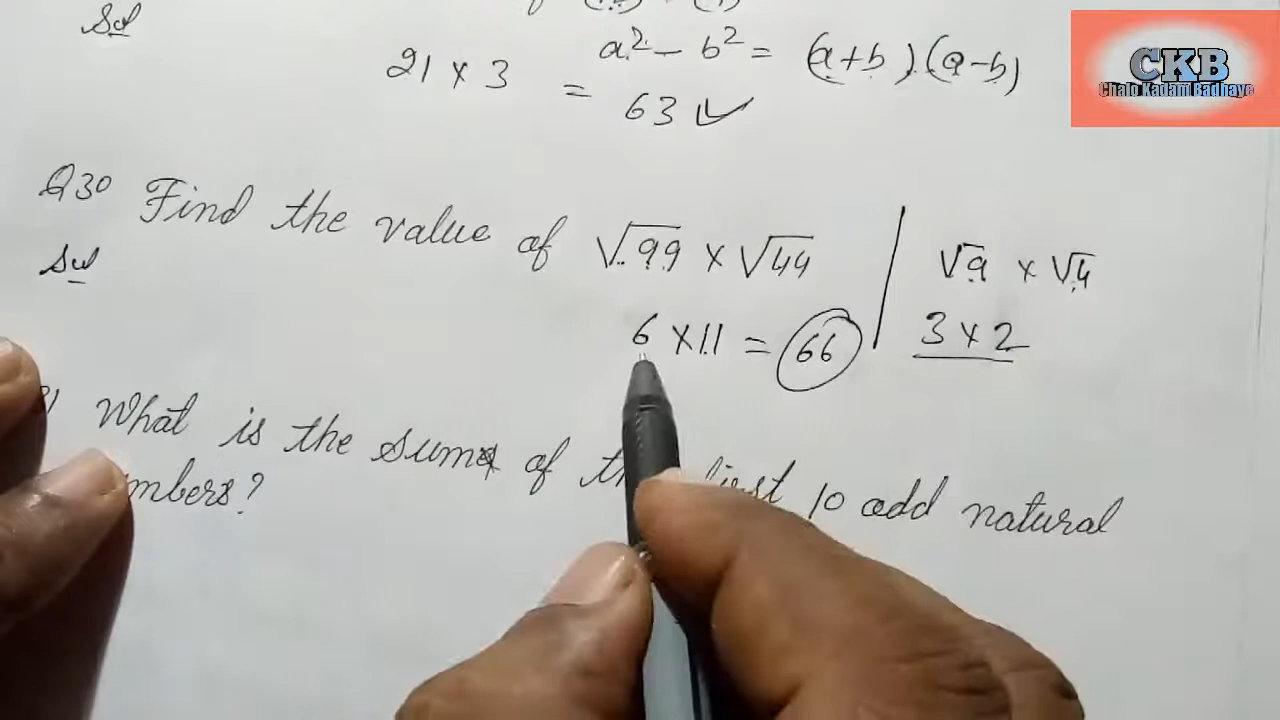 Sol
a² - b² = (a+b) (a-b)
21 x 3 = 63
CKB
Chalo Kadam Badhaye
Q30 Find the value of √99 x √44
√9 x √4
Sol
6 x 11 = 66
3 x 2
What is the sum of first 10 odd natural
mbers?